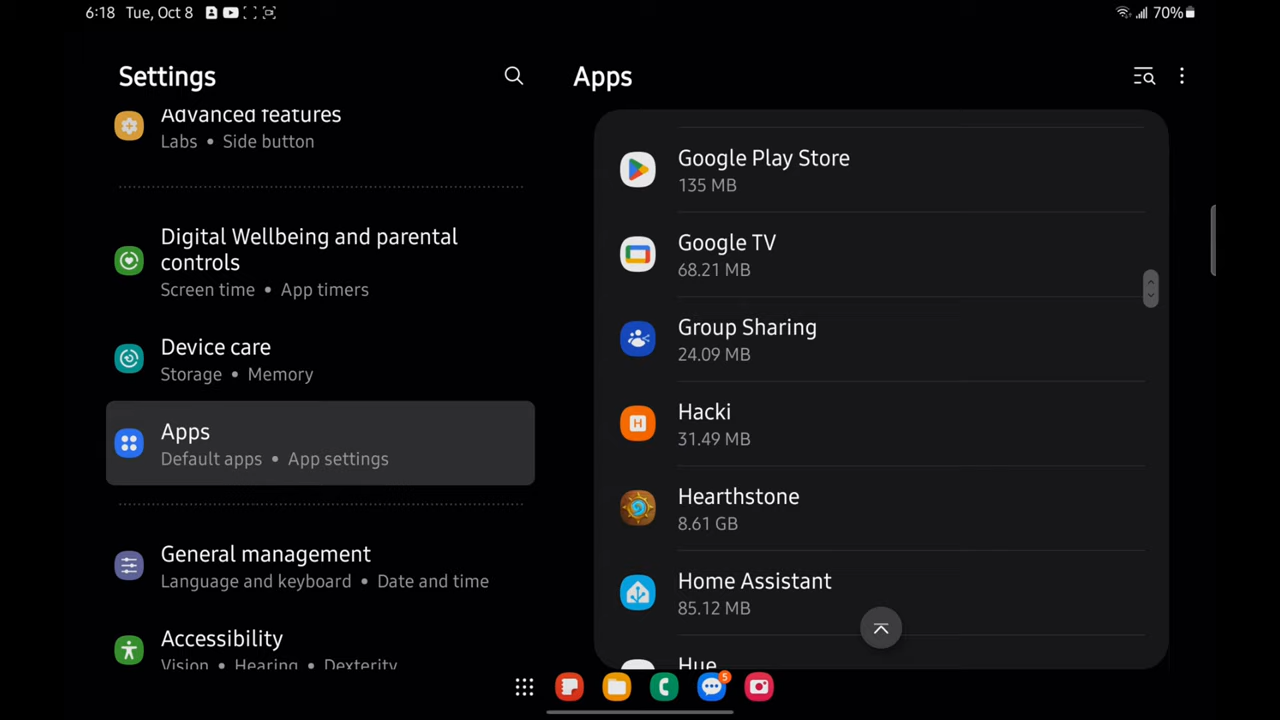 6:18 Tue, Oct 8
70%
Settings
Advanced features
Labs • Side button
Digital Wellbeing and parental
controls
Screen time • App timers
Device care
Storage • Memory
Apps
Default apps • App settings
General management
Language and keyboard • Date and time
Accessibility
Vision • Hearing • Dexterity
Apps
Google Play Store
135 MB
Google TV
68.21 MB
Group Sharing
24.09 MB
H
Hacki
31.49 MB
Hearthstone
8.61 GB
Home Assistant
85.12 MB
Hue
5